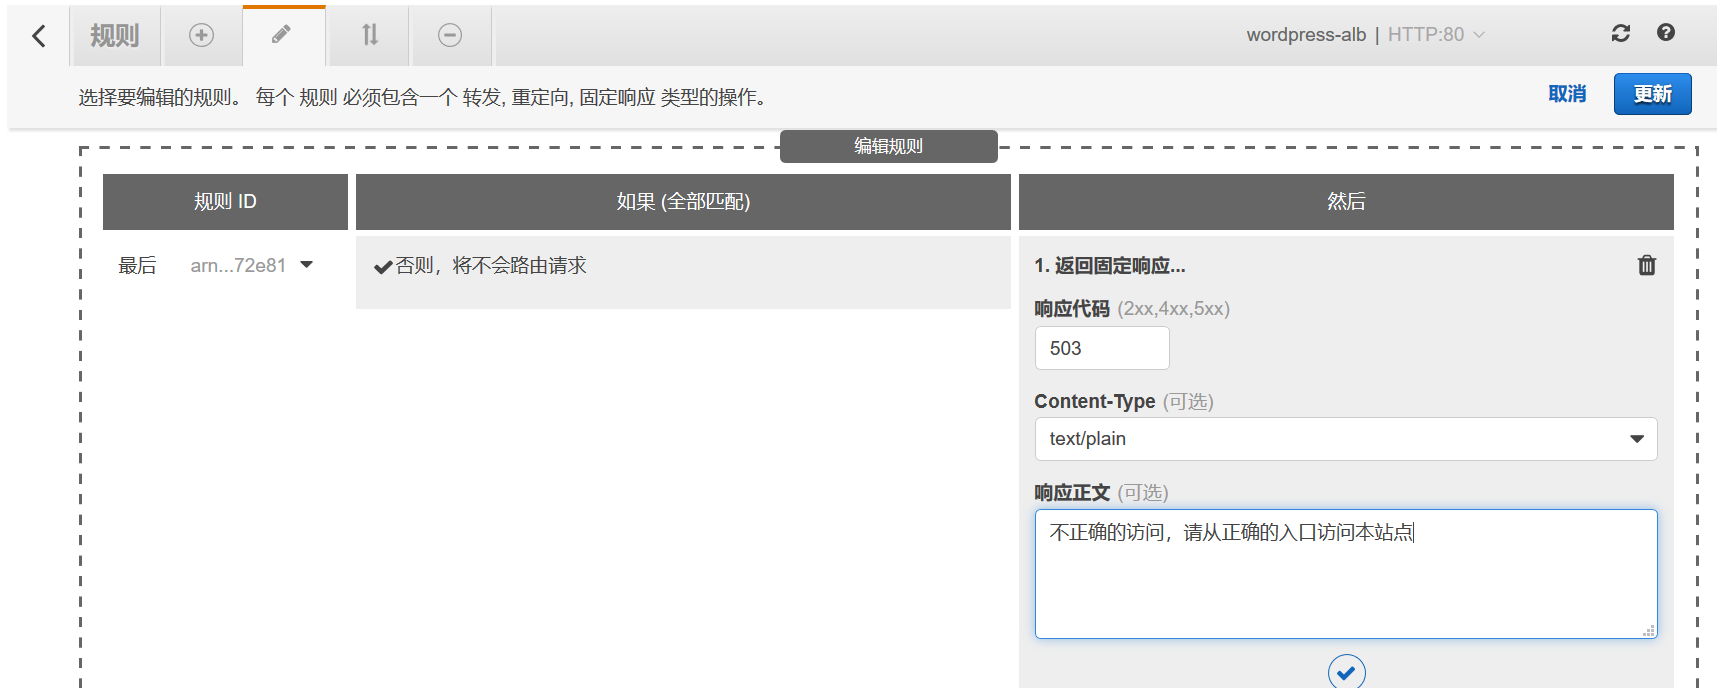 规则
wordpress-alb | HTTP:80
选择要编辑的规则。 每个 规则 必须包含一个 转发, 重定向, 固定响应 类型的操作。
取消
更新
编辑规则
规则 ID
如果 (全部匹配)
然后
最后 arn...72e81
否则，将不会路由请求
1. 返回固定响应...
响应代码 (2xx,4xx,5xx)
503
Content-Type (可选)
text/plain
响应正文 (可选)
不正确的访问，请从正确的入口访问本站点